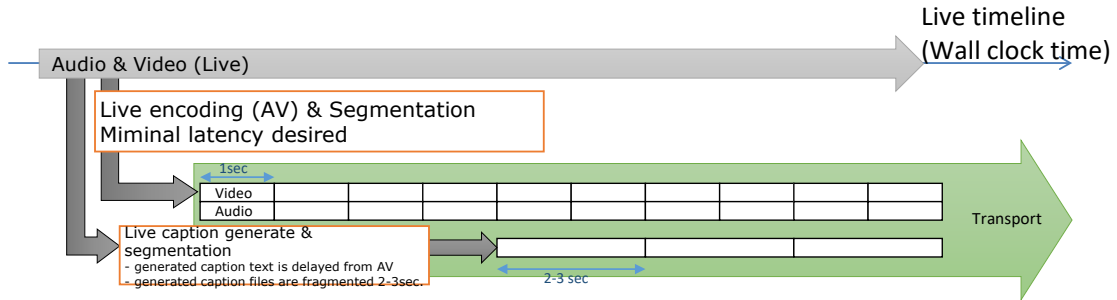 Live timeline
(Wall clock time)
Audio & Video (Live)
Live encoding (AV) & Segmentation
Miminal latency desired
1sec
Video
Audio
Transport
Live caption generate &
segmentation
- generated caption text is delayed from AV
- generated caption files are fragmented 2-3sec.
2-3 sec